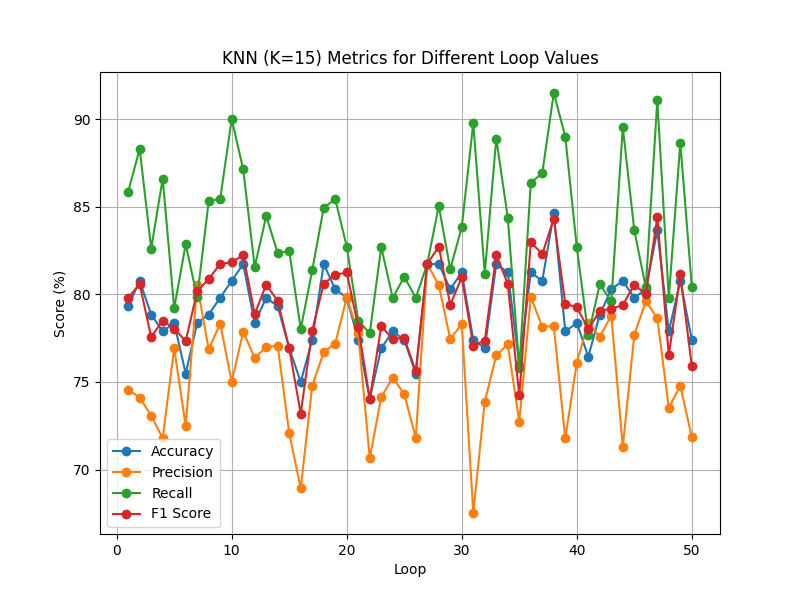 KNN (K=15) Metrics for Different Loop Values
Score (%)
90
85
80
75
70
Accuracy
Precision
Recall
F1 Score
0
10
20
30
40
50
Loop